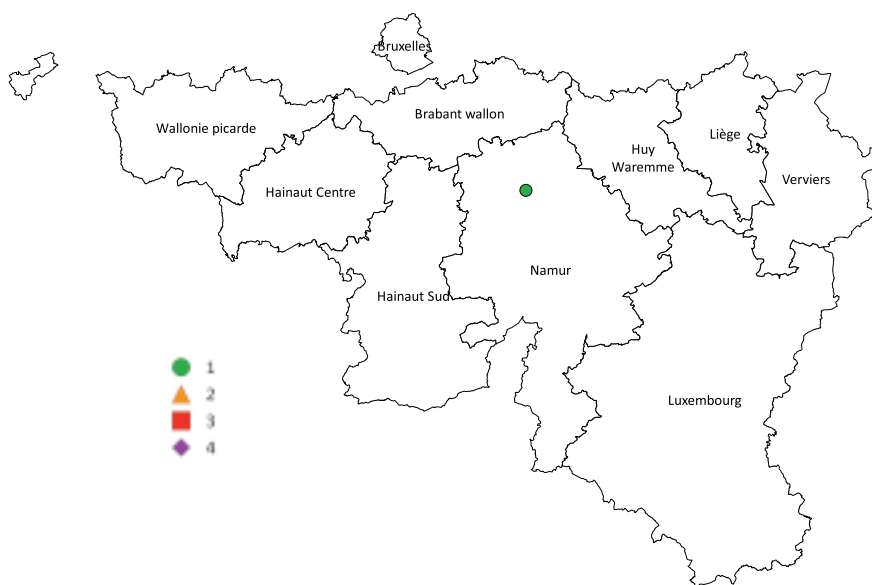 Bruxelles
Wallonie picarde
Brabant wallon
Liège
Huy
Waremme
Verviers
Hainaut Centre
Namur
Hainaut Sud
Luxembourg
1
2
3
4